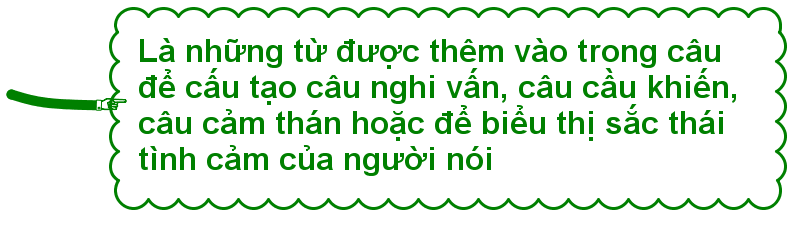 Là những từ được thêm vào trong câu
để cấu tạo câu nghi vấn, câu cầu khiến,
câu cảm thán hoặc để biểu thị sắc thái
tình cảm của người nói